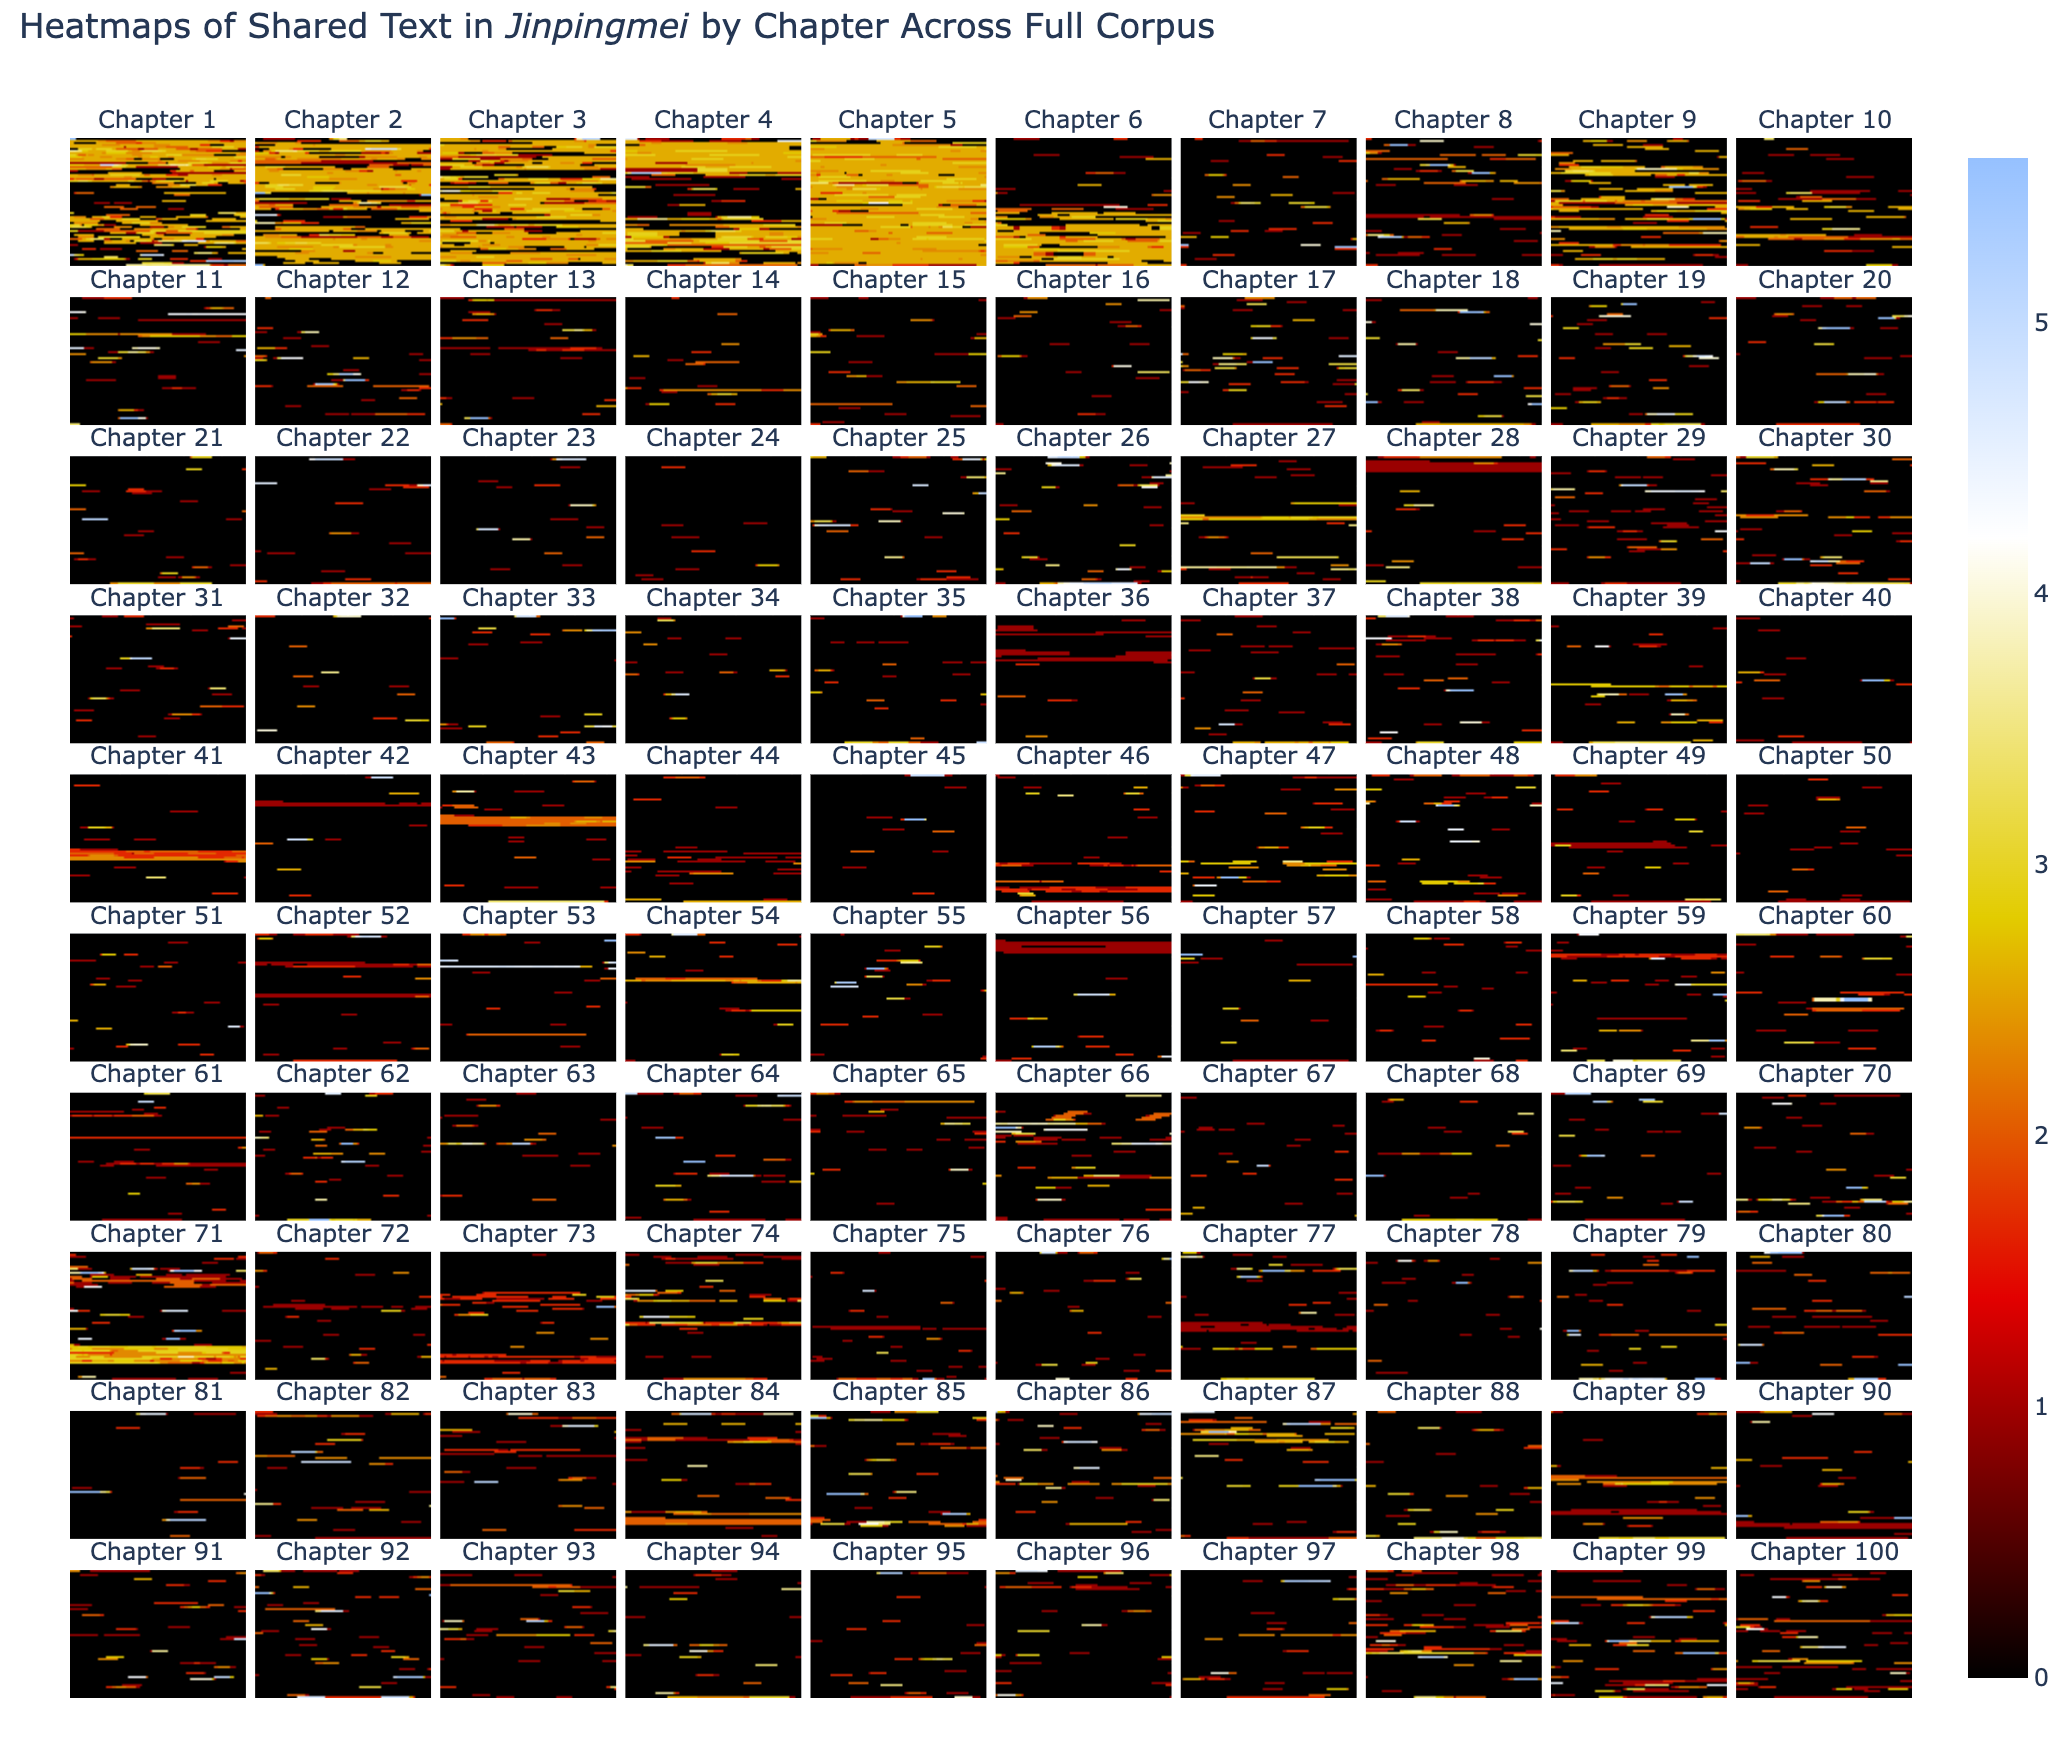 Heatmaps of Shared Text in Jinpingmei by Chapter Across Full Corpus
Chapter 1 Chapter 2 Chapter 3 Chapter 4 Chapter 5 Chapter 6 Chapter 7 Chapter 8 Chapter 9 Chapter 10
Chapter 11 Chapter 12 Chapter 13 Chapter 14 Chapter 15 Chapter 16 Chapter 17 Chapter 18 Chapter 19 Chapter 20
Chapter 21 Chapter 22 Chapter 23 Chapter 24 Chapter 25 Chapter 26 Chapter 27 Chapter 28 Chapter 29 Chapter 30
Chapter 31 Chapter 32 Chapter 33 Chapter 34 Chapter 35 Chapter 36 Chapter 37 Chapter 38 Chapter 39 Chapter 40
Chapter 41 Chapter 42 Chapter 43 Chapter 44 Chapter 45 Chapter 46 Chapter 47 Chapter 48 Chapter 49 Chapter 50
Chapter 51 Chapter 52 Chapter 53 Chapter 54 Chapter 55 Chapter 56 Chapter 57 Chapter 58 Chapter 59 Chapter 60
Chapter 61 Chapter 62 Chapter 63 Chapter 64 Chapter 65 Chapter 66 Chapter 67 Chapter 68 Chapter 69 Chapter 70
Chapter 71 Chapter 72 Chapter 73 Chapter 74 Chapter 75 Chapter 76 Chapter 77 Chapter 78 Chapter 79 Chapter 80
Chapter 81 Chapter 82 Chapter 83 Chapter 84 Chapter 85 Chapter 86 Chapter 87 Chapter 88 Chapter 89 Chapter 90
Chapter 91 Chapter 92 Chapter 93 Chapter 94 Chapter 95 Chapter 96 Chapter 97 Chapter 98 Chapter 99 Chapter 100
5
4
3
2
1
0